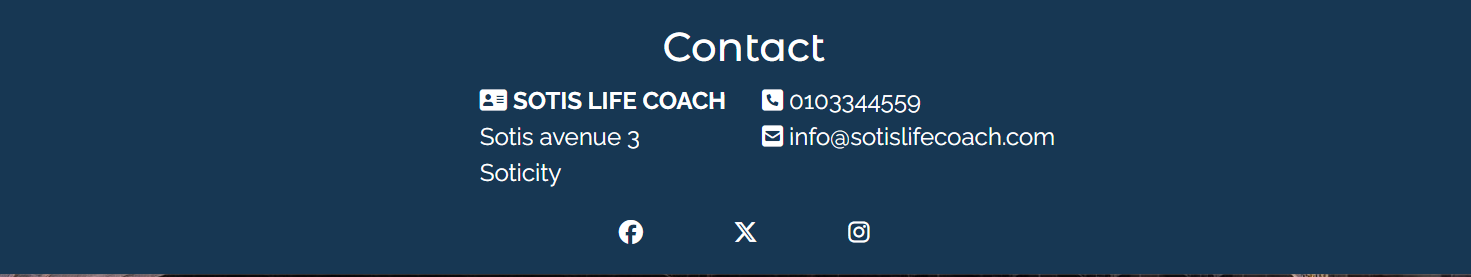 Contact
SOTIS LIFE COACH
Sotis avenue 3
Soticity
0103344559
info@sotislifecoach.com